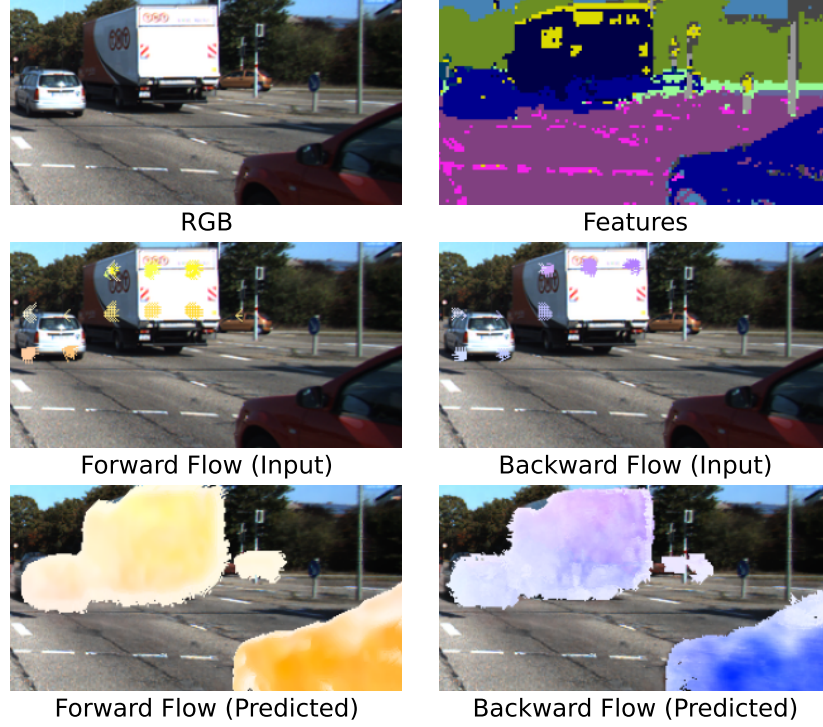 RGB
Features
Forward Flow (Input)
Backward Flow (Input)
Forward Flow (Predicted)
Backward Flow (Predicted)